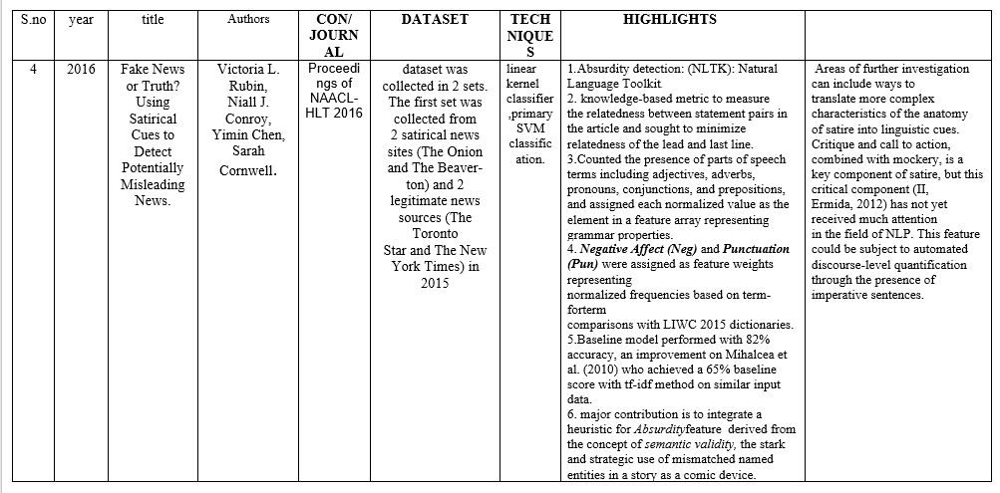 S.no
year
title
Authors
CON/
JOURN
AL
DATASET
TECH
NIQUE
S
HIGHLIGHTS
4
2016
Fake News
or Truth?
Using
Satirical
Cues to
Detect
Potentially
Misleading
News.
Victoria L.
Rubin,
Niall J.
Conroy,
Yimin Chen,
Sarah
Cornwell.
Proceedi
ngs of
NAACL-
HLT 2016
dataset was
collected in 2 sets.
The first set was
collected from
2 satirical news
sites (The Onion
and The Beaver-
ton) and 2
legitimate news
sources (The
Toronto
Star and The New
York Times) in
2015
linear
kernel
classifier
,primary
SVM
classific
ation.
1.Absurdity detection: (NLTK): Natural
Language Toolkit
2. knowledge-based metric to measure
the relatedness between statement pairs in
the article and sought to minimize
relatedness of the lead and last line.
3.Counted the presence of parts of speech
terms including adjectives, adverbs,
pronouns, conjunctions, and prepositions,
and assigned each normalized value as the
element in a feature array representing
grammar properties.
4. Negative Affect (Neg) and Punctuation
(Pun) were assigned as feature weights
representing
normalized frequencies based on term-
forterm
comparisons with LIWC 2015 dictionaries.
5.Baseline model performed with 82%
accuracy, an improvement on Mihalcea et
al. (2010) who achieved a 65% baseline
score with tf-idf method on similar input
data.
6. major contribution is to integrate a
heuristic for Absurdityfeature derived from
the concept of semantic validity, the stark
and strategic use of mismatched named
entities in a story as a comic device.
Areas of further investigation
can include ways to
translate more complex
characteristics of the anatomy
of satire into linguistic cues.
Critique and call to action,
combined with mockery, is a
key component of satire, but this
critical component (II,
Ermida, 2012) has not yet
received much attention
in the field of NLP. This feature
could be subject to automated
discourse-level quantification
through the presence of
imperative sentences.